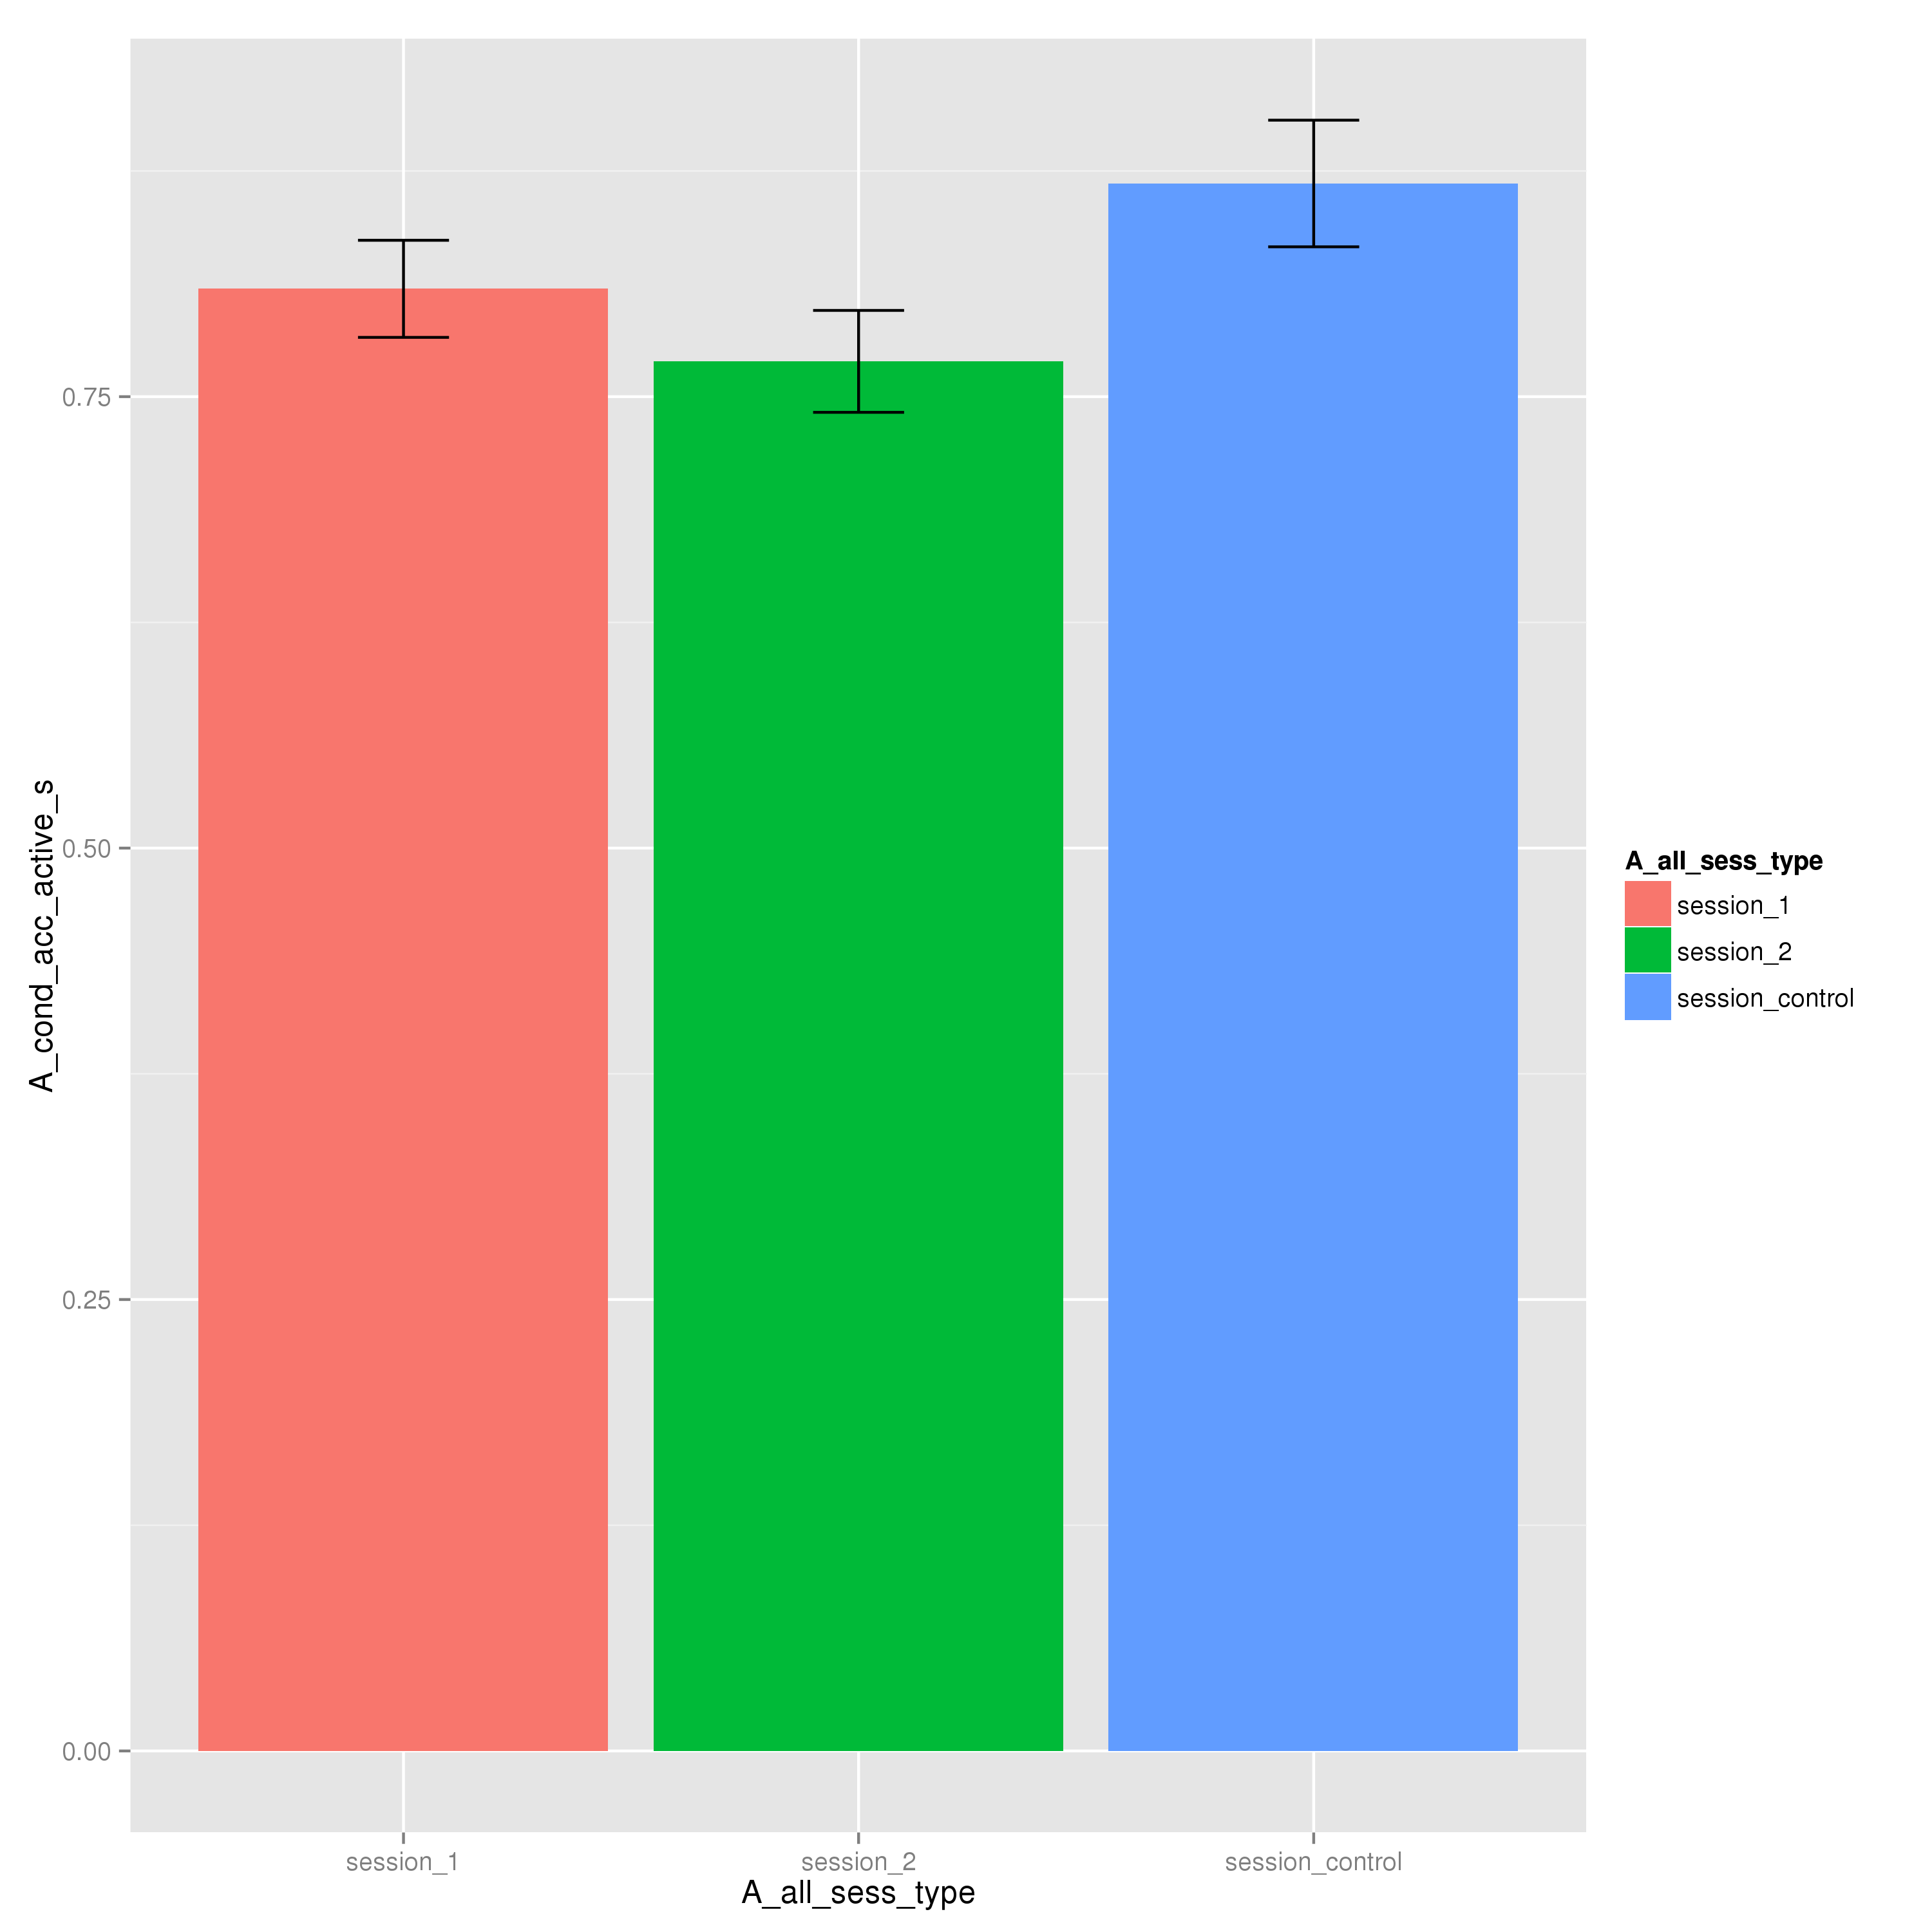 A_cond_acc_active_s
0.75
0.50
0.25
0.00
session_1
session_2
session_control
A_all_sess_type
A_all_sess_type
session_1
session_2
session_control